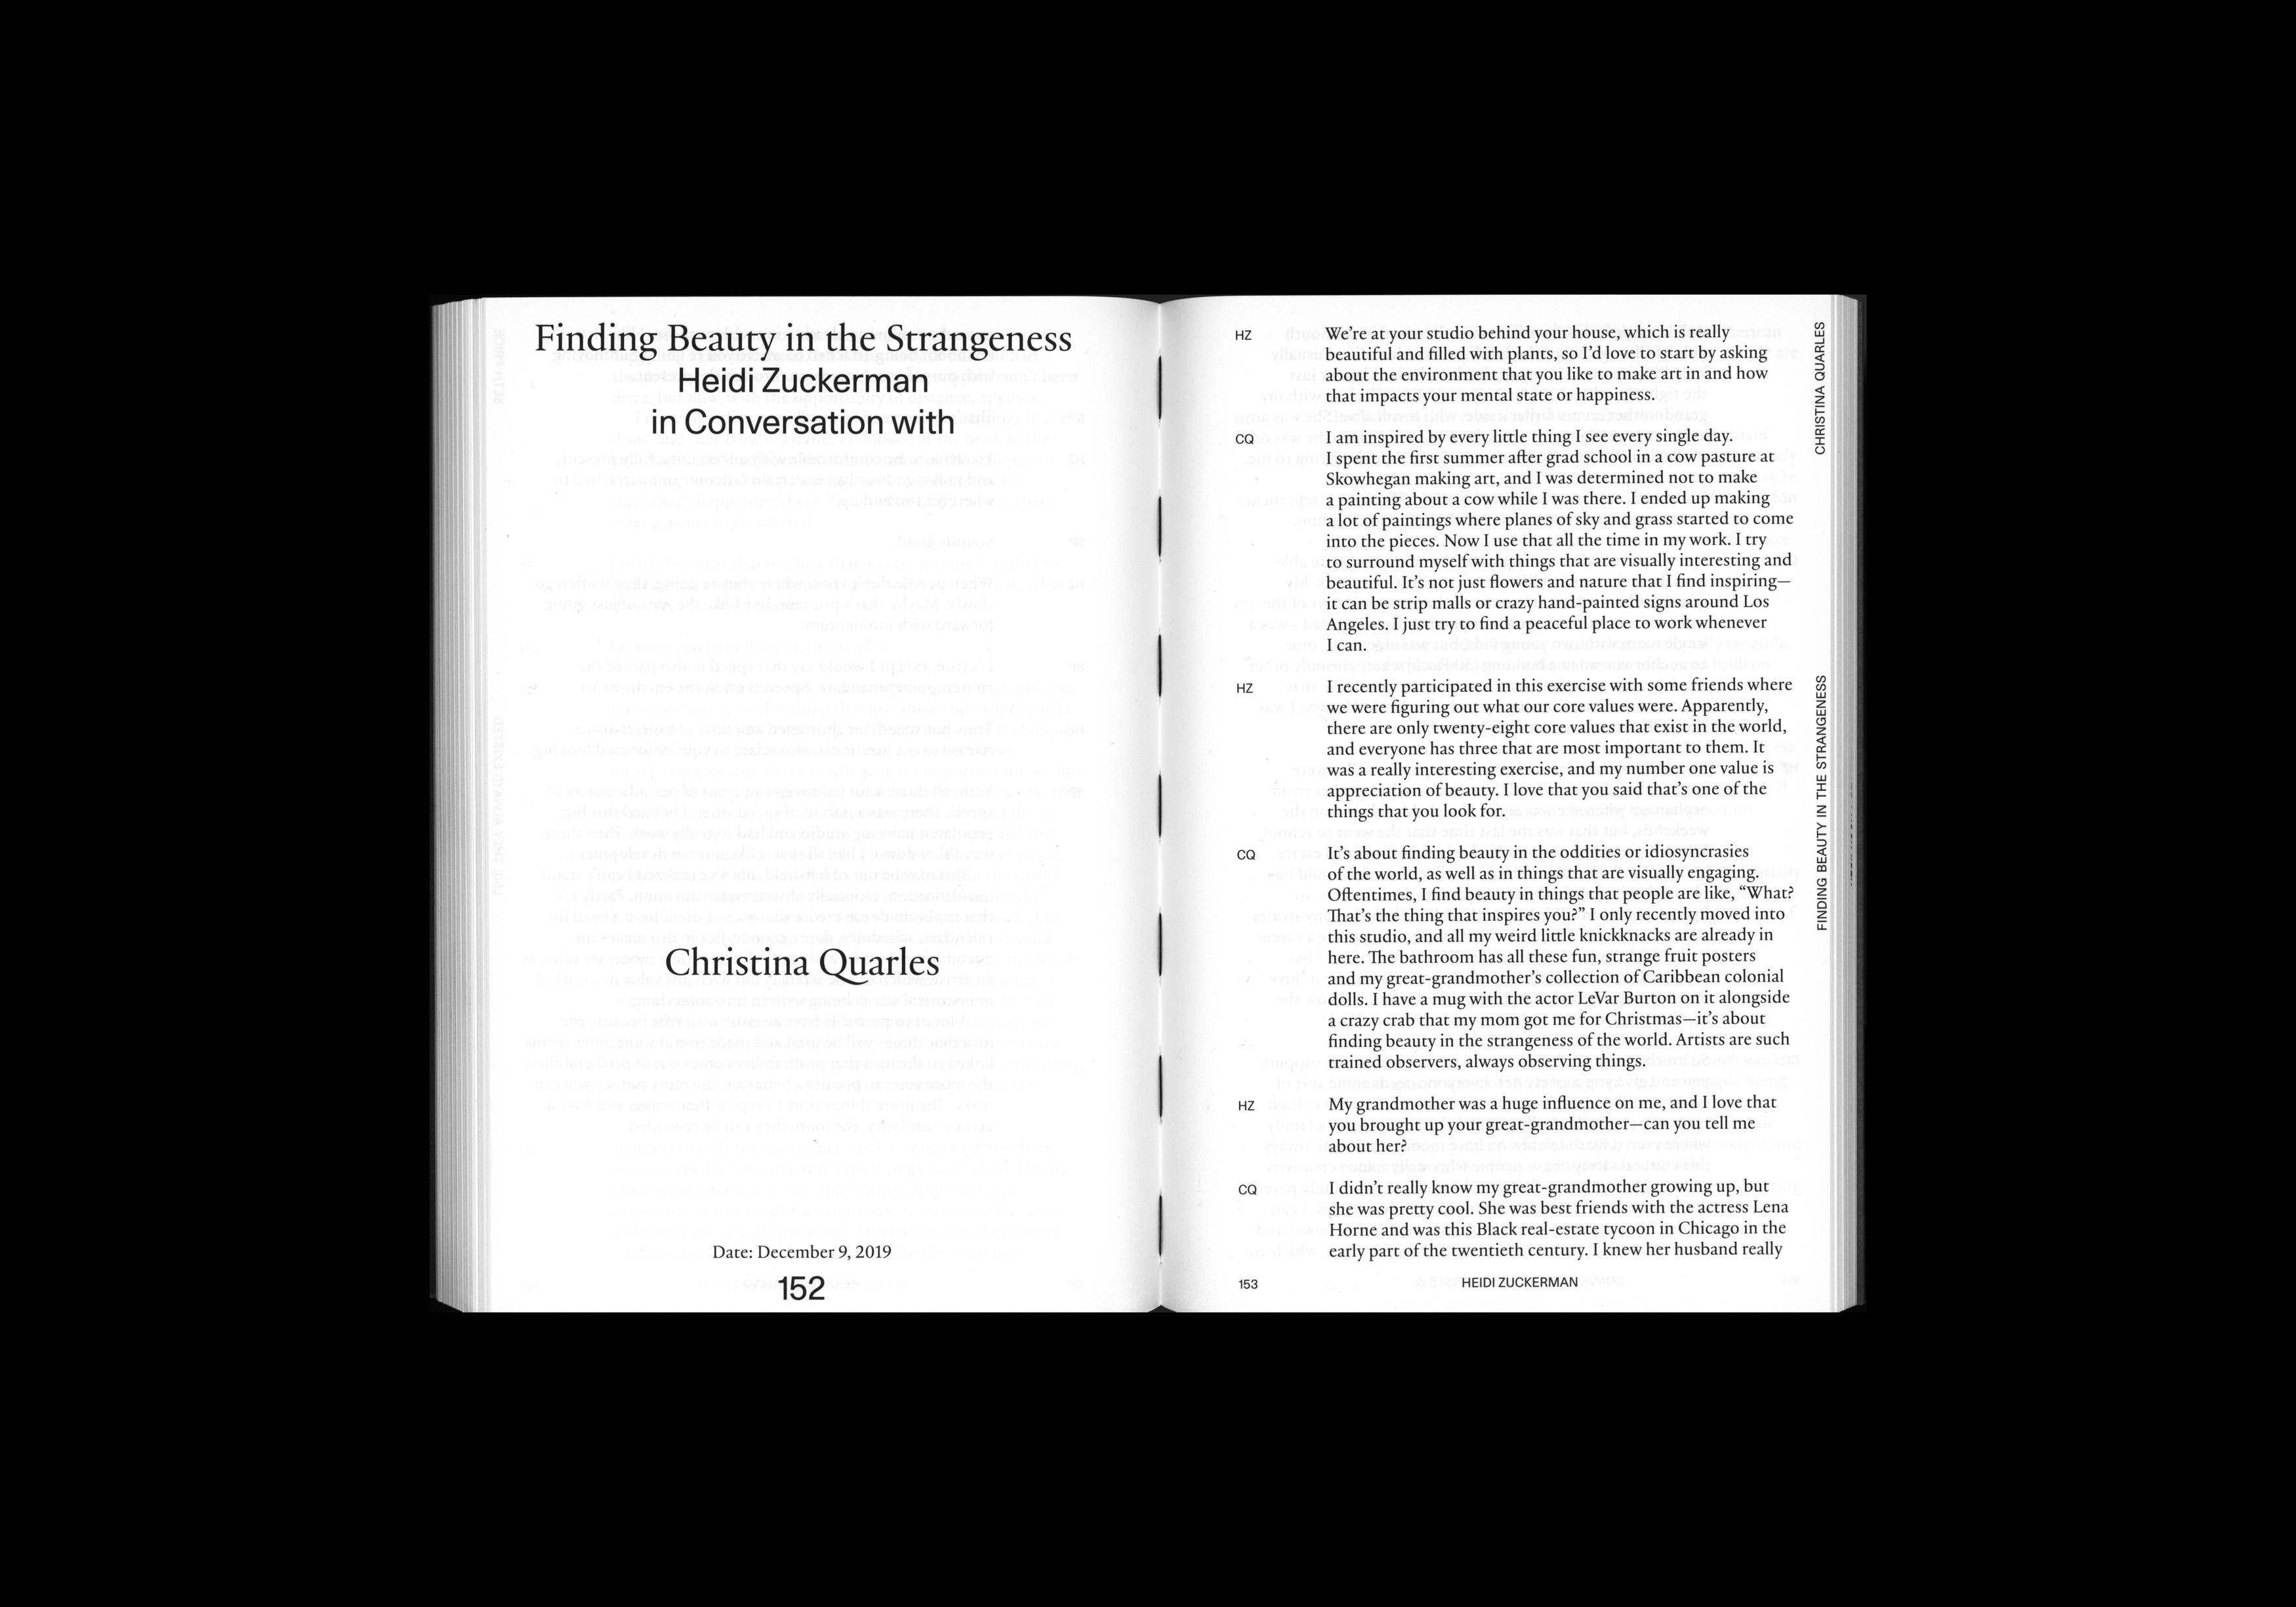 Finding Beauty in the Strangeness
Heidi Zuckerman
in Conversation with
Christina Quarles
Date: December 9, 2019
152
HZ We’re at your studio behind your house, which is really
beautiful and filled with plants, so I’d love to start by asking
about the environment that you like to make art in and how
that impacts your mental state or happiness.
CQ I am inspired by every little thing I see every single day.
I spent the first summer after grad school in a cow pasture at
Skowhegan making art, and I was determined not to make
a painting about a cow while I was there. I ended up making
a lot of paintings where planes of sky and grass started to come
into the pieces. Now I use that all the time in my work. I try
to surround myself with things that are visually interesting and
beautiful. It’s not just flowers and nature that I find inspiring—
it can be strip malls or crazy hand-painted signs around Los
Angeles. I just try to find a peaceful place to work whenever
I can.
HZ I recently participated in this exercise with some friends where
we were figuring out what our core values were. Apparently,
there are only twenty-eight core values that exist in the world,
and everyone has three that are most important to them. It
was a really interesting exercise, and my number one value is
appreciation of beauty. I love that you said that’s one of the
things that you look for.
CQ It’s about finding beauty in the oddities or idiosyncrasies
of the world, as well as in things that are visually engaging.
Oftentimes, I find beauty in things that people are like, “What?
That’s the thing that inspires you?” I only recently moved into
this studio, and all my weird little knickknacks are already in
here. The bathroom has all these fun, strange fruit posters
and my great-grandmother’s collection of Caribbean colonial
dolls. I have a mug with the actor LeVar Burton on it alongside
a crazy crab that my mom got me for Christmas—it’s about
finding beauty in the strangeness of the world. Artists are such
trained observers, always observing things.
HZ My grandmother was a huge influence on me, and I love that
you brought up your great-grandmother—can you tell me
about her?
CQ I didn’t really know my great-grandmother growing up, but
she was pretty cool. She was best friends with the actress Lena
Horne and was this Black real-estate tycoon in Chicago in the
early part of the twentieth century. I knew her husband really
153 HEIDI ZUCKERMAN
CHRISTINA QUARLES
FINDING BEAUTY IN THE STRANGENESS